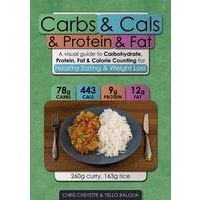 Carbs & Cals
& Protein & Fat
A visual guide to Carbohydrate,
Protein, Fat & Calorie Counting for
Healthy Eating & Weight Loss
78g CARBS 443 CALS 9g PROTEIN 12g FAT
260g curry, 163g rice
CHRIS CHEYETTE & YELLO BALOLIA